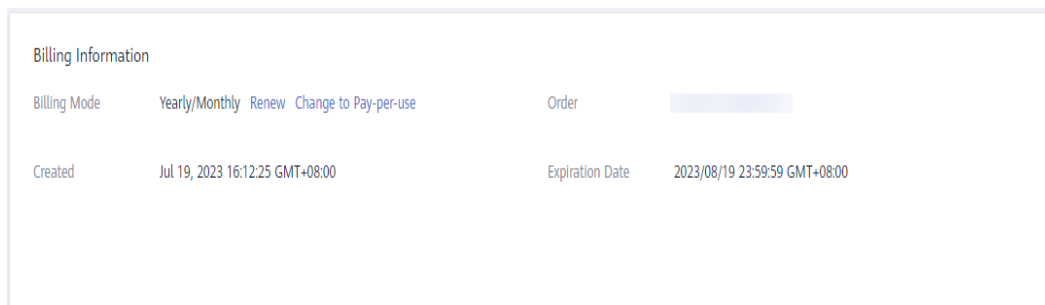 Billing Information
Billing Mode Yearly/Monthly Renew Change to Pay-per-use Order
Created Jul 19, 2023 16:12:25 GMT+08:00 Expiration Date 2023/08/19 23:59:59 GMT+08:00